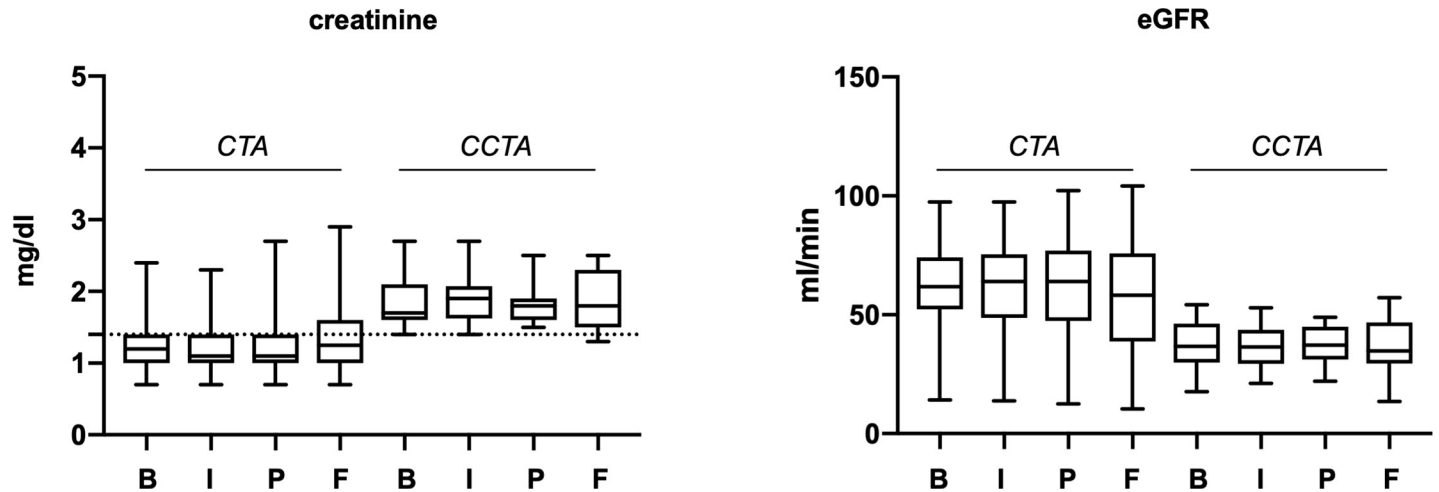 creatinine
mg/dl
5
4
3
2
1
0
CTA CCTA
B I P F B I P F
eGFR
ml/min
150
100
50
0
CTA CCTA
B I P F B I P F